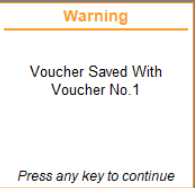 Warning
Voucher Saved With
Voucher No.1
Press any key to continue